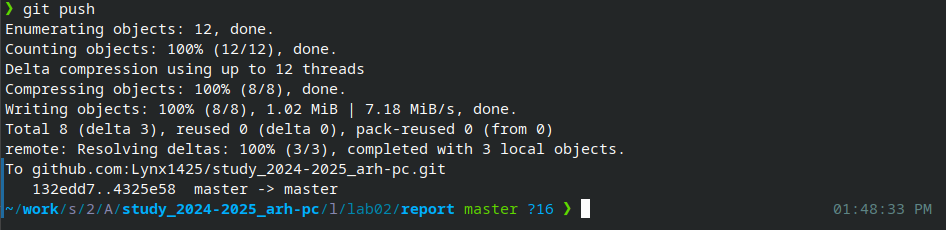 ❯ git push
Enumerating objects: 12, done.
Counting objects: 100% (12/12), done.
Delta compression using up to 12 threads
Compressing objects: 100% (8/8), done.
Writing objects: 100% (8/8), 1.02 MiB | 7.18 MiB/s, done.
Total 8 (delta 3), reused 0 (delta 0), pack-reused 0 (from 0)
remote: Resolving deltas: 100% (3/3), completed with 3 local objects.
To github.com:Lynx1425/study_2024-2025_arh-pc.git
   132edd7..4325e58  master -> master
~/work/s/2/A/study_2024-2025_arh-pc/l/lab02/report master ?16 ❯ 01:48:33 PM